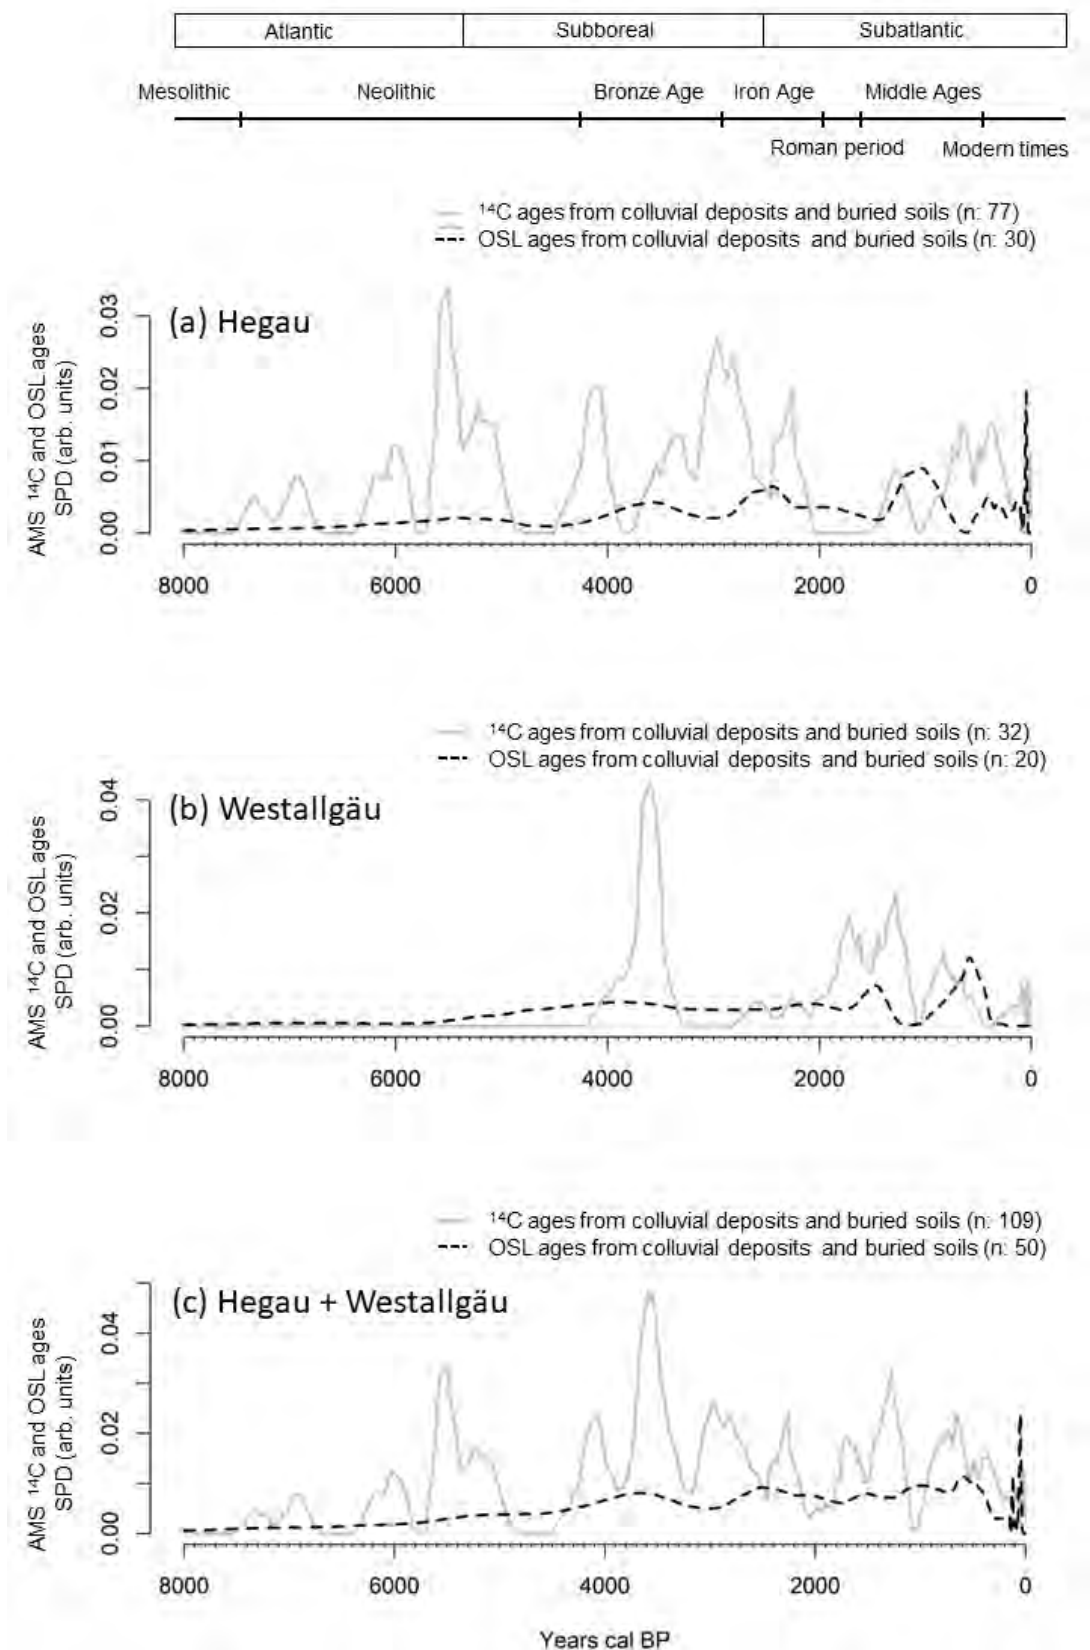 Atlantic Subboreal Subatlantic
Mesolithic Neolithic Bronze Age Iron Age Middle Ages
Roman period Modern times
¹⁴C ages from colluvial deposits and buried soils (n: 77)
OSL ages from colluvial deposits and buried soils (n: 30)
(a) Hegau
AMS ¹⁴C and OSL ages
SPD (arb. units)
0.03
0.02
0.01
0.00
8000 6000 4000 2000 0
¹⁴C ages from colluvial deposits and buried soils (n: 32)
OSL ages from colluvial deposits and buried soils (n: 20)
(b) Westallgäu
AMS ¹⁴C and OSL ages
SPD (arb. units)
0.04
0.02
0.00
8000 6000 4000 2000 0
¹⁴C ages from colluvial deposits and buried soils (n: 109)
OSL ages from colluvial deposits and buried soils (n: 50)
(c) Hegau + Westallgäu
AMS ¹⁴C and OSL ages
SPD (arb. units)
0.04
0.02
0.00
8000 6000 4000 2000 0
Years cal BP